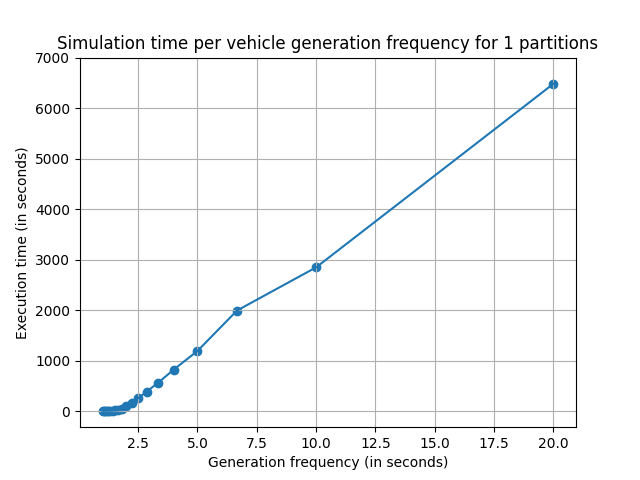 Simulation time per vehicle generation frequency for 1 partitions
7000
6000
5000
4000
3000
2000
1000
0
Execution time (in seconds)
2.5 5.0 7.5 10.0 12.5 15.0 17.5 20.0
Generation frequency (in seconds)